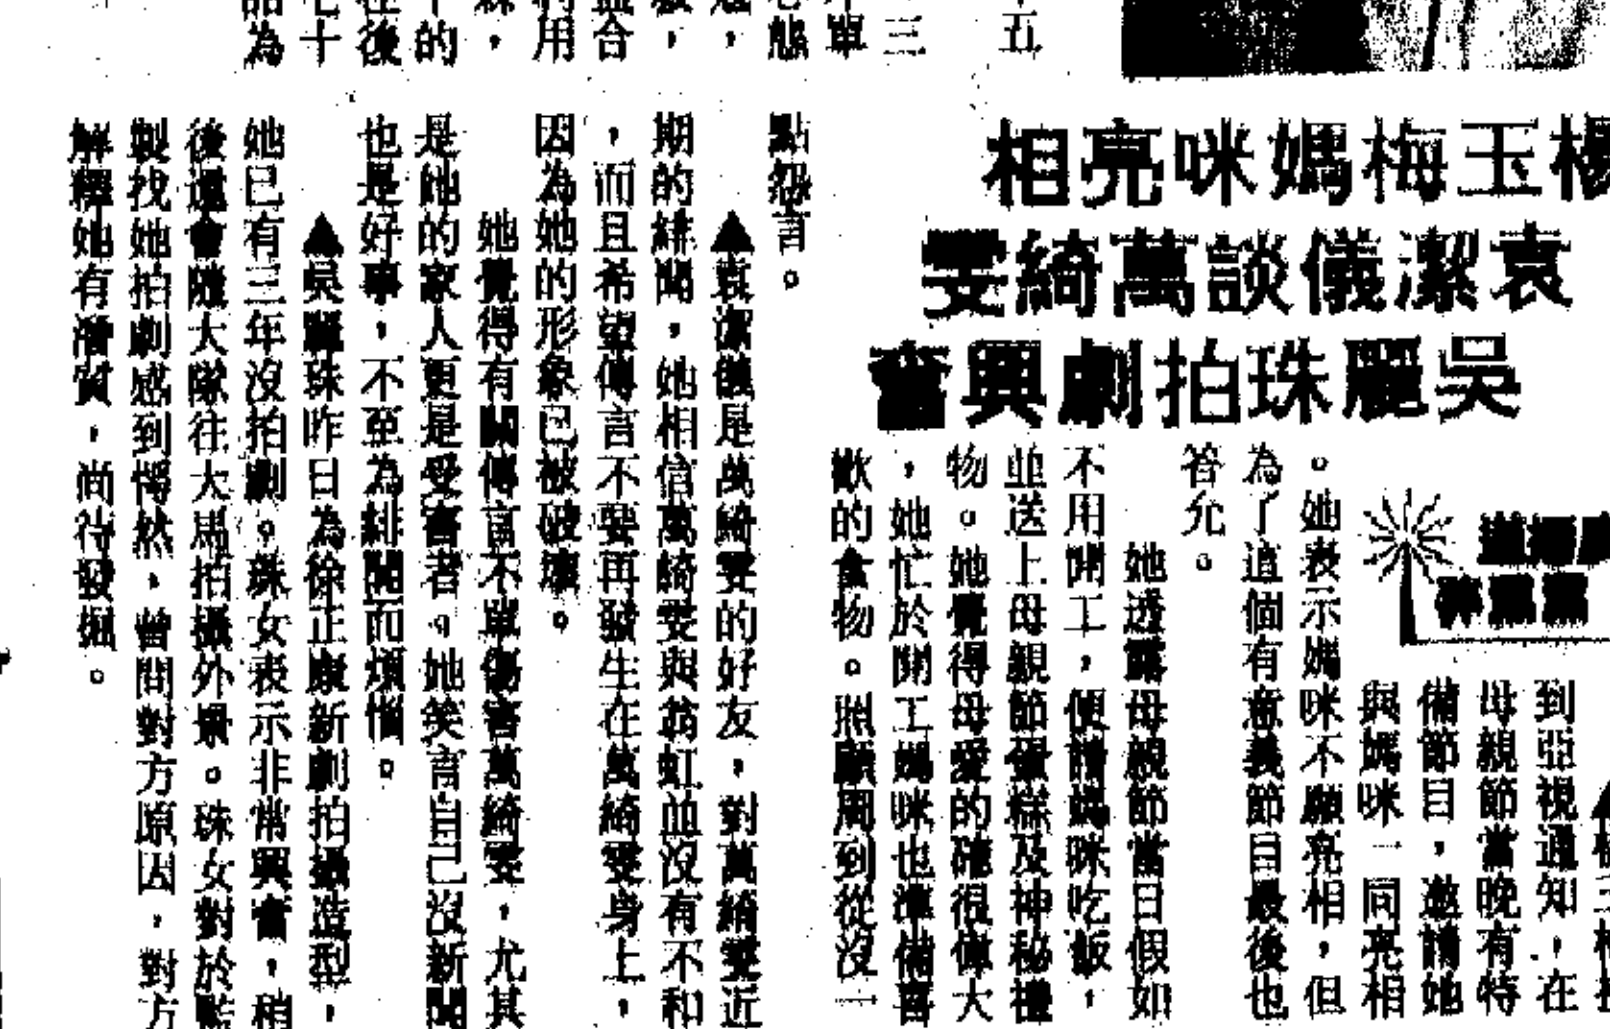 楊玉梅媽咪亮相
袁潔儀談萬綺雯
吳麗珠拍劇興奮
到亞視通知，在
母親節當晚有特
備節目，邀請她
與媽咪一同亮相
。她表示媽咪不願亮相，但
為了這個有意義節目最後也
答允。
她透露母親節當日假如
不用開工，便請媽咪吃飯，
並送上母親節蛋糕及神秘禮
物。她覺得母愛的確很偉大
，她忙於開工媽咪也準備喜
歡的食物。照顧周到從沒一
點怨言。
▲袁潔儀是萬綺雯的好友，對萬綺雯近
期的緋聞，她相信萬綺雯與翁虹並沒有不和
，而且希望傳言不要再發生在萬綺雯身上，
因為她的形象已被破壞。
她覺得有關傳言不單傷害萬綺雯，尤其
是她的家人更是受害者。她笑言自己沒新聞
也是好事，不至為緋聞而煩惱。
▲吳麗珠昨日為徐正康新劇拍攝造型，
她已有三年沒拍劇。珠女表示非常興奮，稍
後還會隨大隊往大馬拍攝外景。珠女對於監
製找她拍劇感到愕然，曾問對方原因，對方
解釋她有潛質，尚待發掘。
五
三
單
態
合
用
的
後
十
為